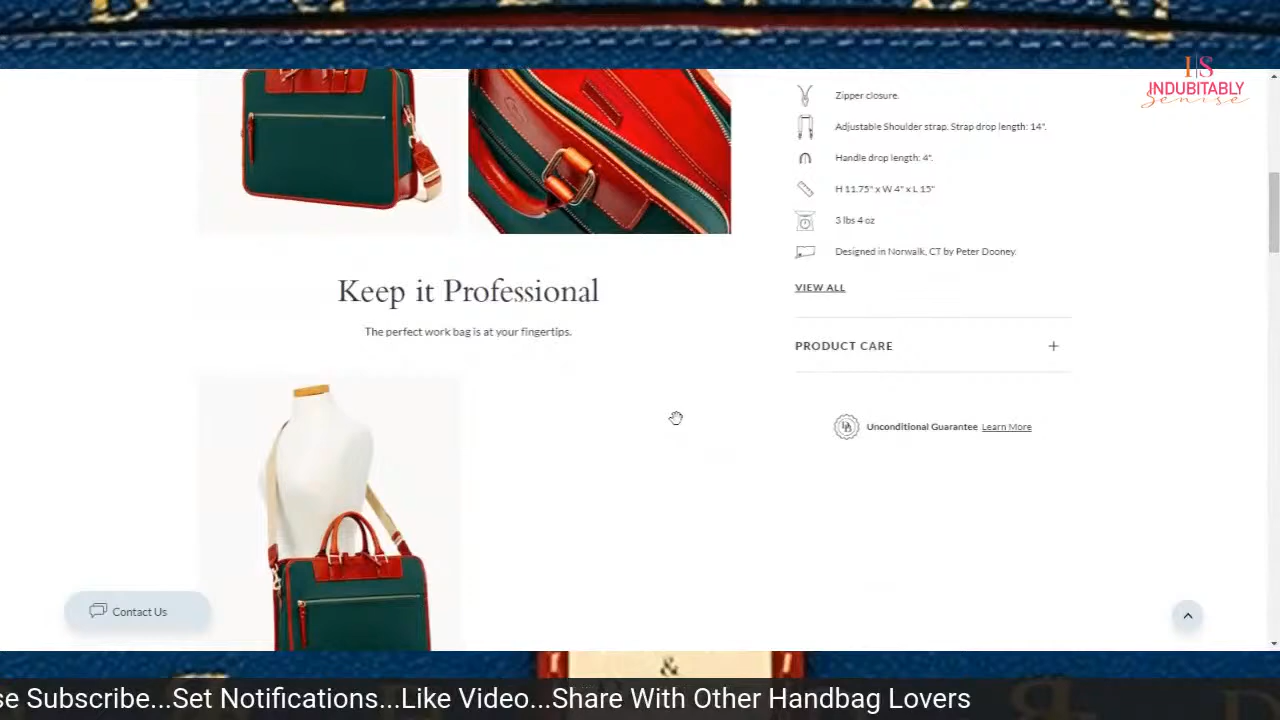 I|S
INDUBITABLY
Senise
Zipper closure.
Adjustable Shoulder strap. Strap drop length: 14".
Handle drop length: 4".
H 11.75" x W 4" x L 15"
3 lbs 4 oz
Designed in Norwalk, CT by Peter Dooney.
VIEW ALL
PRODUCT CARE
Unconditional Guarantee Learn More
Keep it Professional
The perfect work bag is at your fingertips.
Contact Us
&
se Subscribe...Set Notifications...Like Video...Share With Other Handbag Lovers